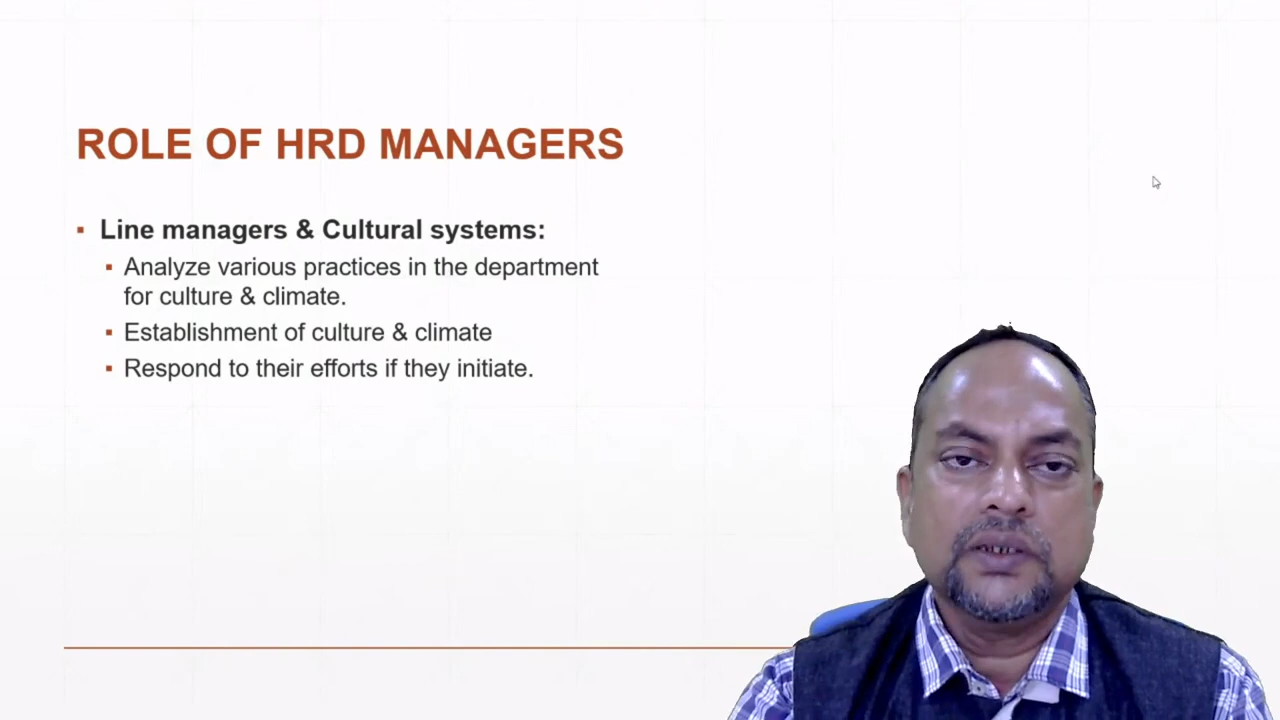 ROLE OF HRD MANAGERS
▪ Line managers & Cultural systems:
▪ Analyze various practices in the department
for culture & climate.
▪ Establishment of culture & climate
▪ Respond to their efforts if they initiate.